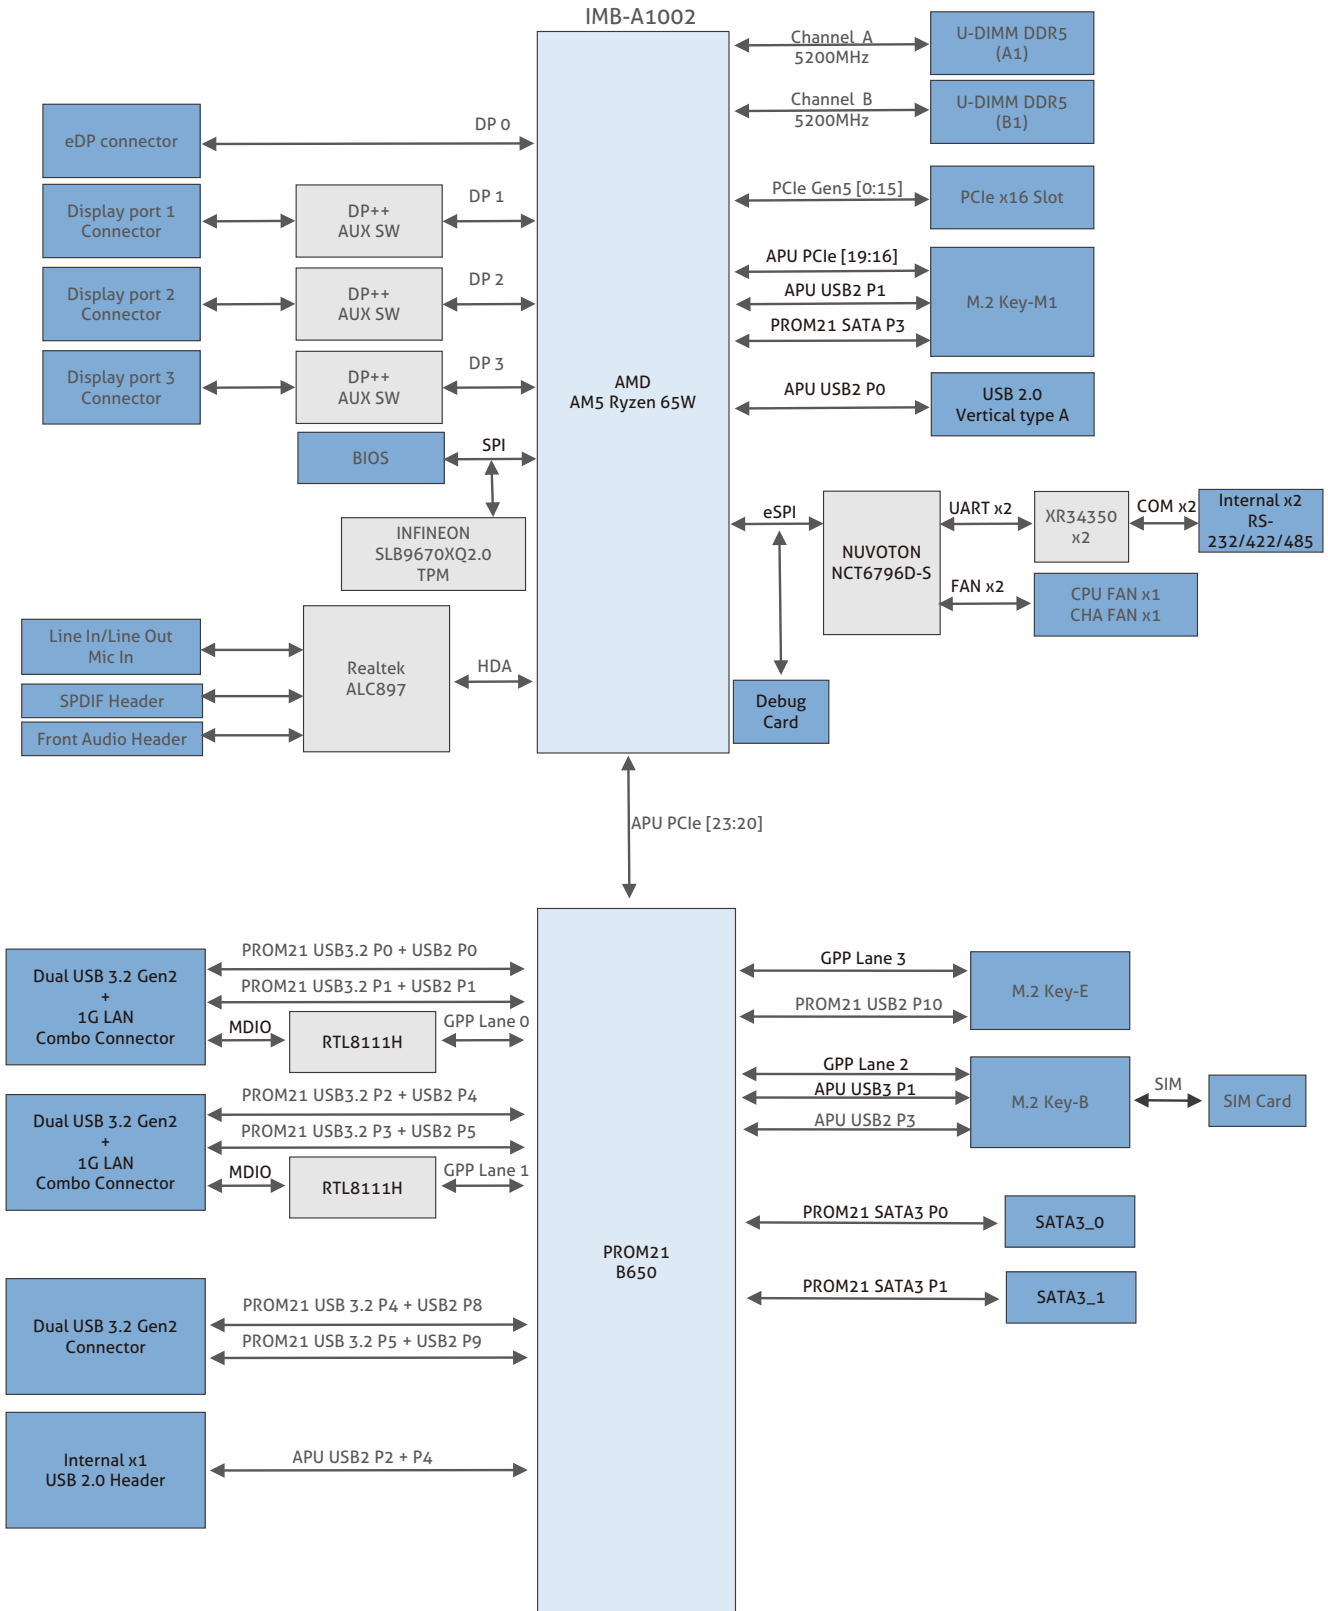 IMB-A1002
Channel A
5200MHz
U-DIMM DDR5
(A1)
Channel B
5200MHz
U-DIMM DDR5
(B1)
eDP connector
DP 0
PCIe Gen5 [0:15]
PCIe x16 Slot
Display port 1
Connector
DP++
AUX SW
DP 1
APU PCIe [19:16]
APU USB2 P1
PROM21 SATA P3
M.2 Key-M1
Display port 2
Connector
DP++
AUX SW
DP 2
Display port 3
Connector
DP++
AUX SW
DP 3
AMD
AM5 Ryzen 65W
APU USB2 P0
USB 2.0
Vertical type A
BIOS
SPI
INFINEON
SLB9670XQ2.0
TPM
eSPI
NUVOTON
NCT6796D-S
UART x2
XR34350
x2
COM x2
Internal x2
RS-
232/422/485
FAN x2
CPU FAN x1
CHA FAN x1
Line In/Line Out
Mic In
SPDIF Header
Front Audio Header
Realtek
ALC897
HDA
Debug
Card
APU PCIe [23:20]
Dual USB 3.2 Gen2
+
1G LAN
Combo Connector
PROM21 USB3.2 P0 + USB2 P0
PROM21 USB3.2 P1 + USB2 P1
MDIO
RTL8111H
GPP Lane 0
GPP Lane 3
PROM21 USB2 P10
M.2 Key-E
Dual USB 3.2 Gen2
+
1G LAN
Combo Connector
PROM21 USB3.2 P2 + USB2 P4
PROM21 USB3.2 P3 + USB2 P5
MDIO
RTL8111H
GPP Lane 1
GPP Lane 2
APU USB3 P1
APU USB2 P3
M.2 Key-B
SIM
SIM Card
PROM21
B650
PROM21 SATA3 P0
SATA3_0
PROM21 SATA3 P1
SATA3_1
Dual USB 3.2 Gen2
Connector
PROM21 USB 3.2 P4 + USB2 P8
PROM21 USB 3.2 P5 + USB2 P9
Internal x1
USB 2.0 Header
APU USB2 P2 + P4